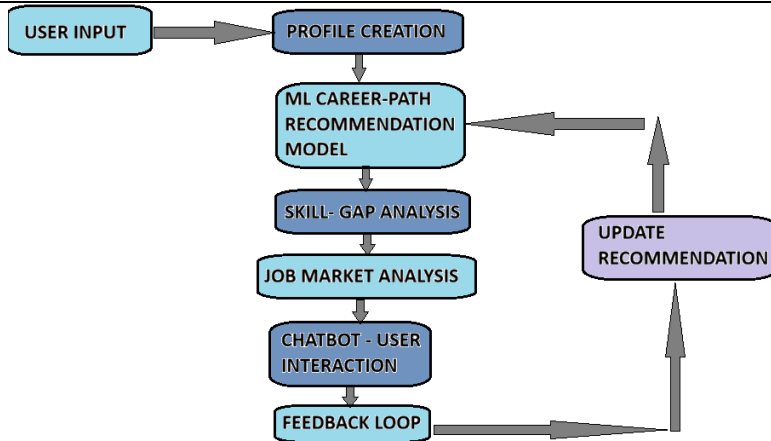 USER INPUT
PROFILE CREATION
ML CAREER-PATH
RECOMMENDATION
MODEL
SKILL- GAP ANALYSIS
UPDATE
RECOMMENDATION
JOB MARKET ANALYSIS
CHATBOT - USER
INTERACTION
FEEDBACK LOOP